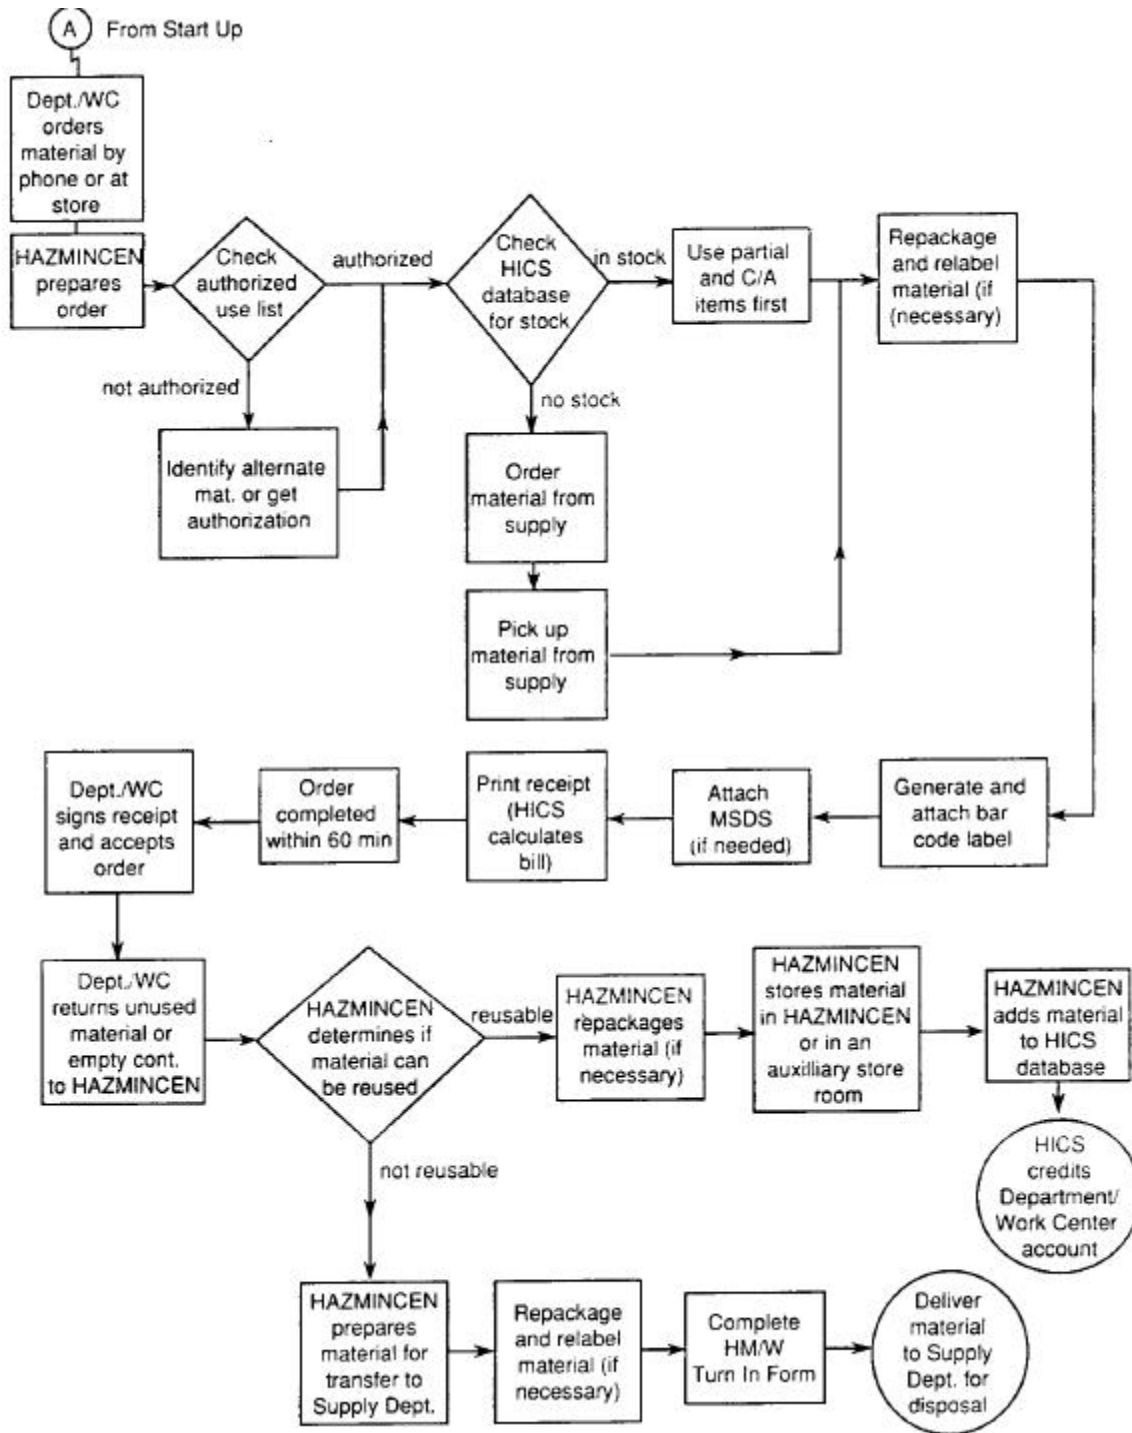 A From Start Up
Dept./WC
orders
material by
phone or at
store
HAZMINCEN
prepares
order
Check
authorized
use list
authorized
not authorized
Identify alternate
mat. or get
authorization
Check
HICS
database
for stock
in stock
no stock
Order
material from
supply
Pick up
material from
supply
Use partial
and C/A
items first
Repackage
and relabel
material (if
(necessary)
Generate and
attach bar
code label
Attach
MSDS
(if needed)
Print receipt
(HICS
calculates
bill)
Order
completed
within 60 min
Dept./WC
signs receipt
and accepts
order
Dept./WC
returns unused
material or
empty cont.
to HAZMINCEN
HAZMINCEN
determines if
material can
be reused
reusable
HAZMINCEN
repackages
material (if
necessary)
HAZMINCEN
stores material
in HAZMINCEN
or in an
auxilliary store
room
HAZMINCEN
adds material
to HICS
database
HICS
credits
Department/
Work Center
account
not reusable
HAZMINCEN
prepares
material for
transfer to
Supply Dept.
Repackage
and relabel
material (if
necessary)
Complete
HM/W
Turn In Form
Deliver
material
to Supply
Dept. for
disposal